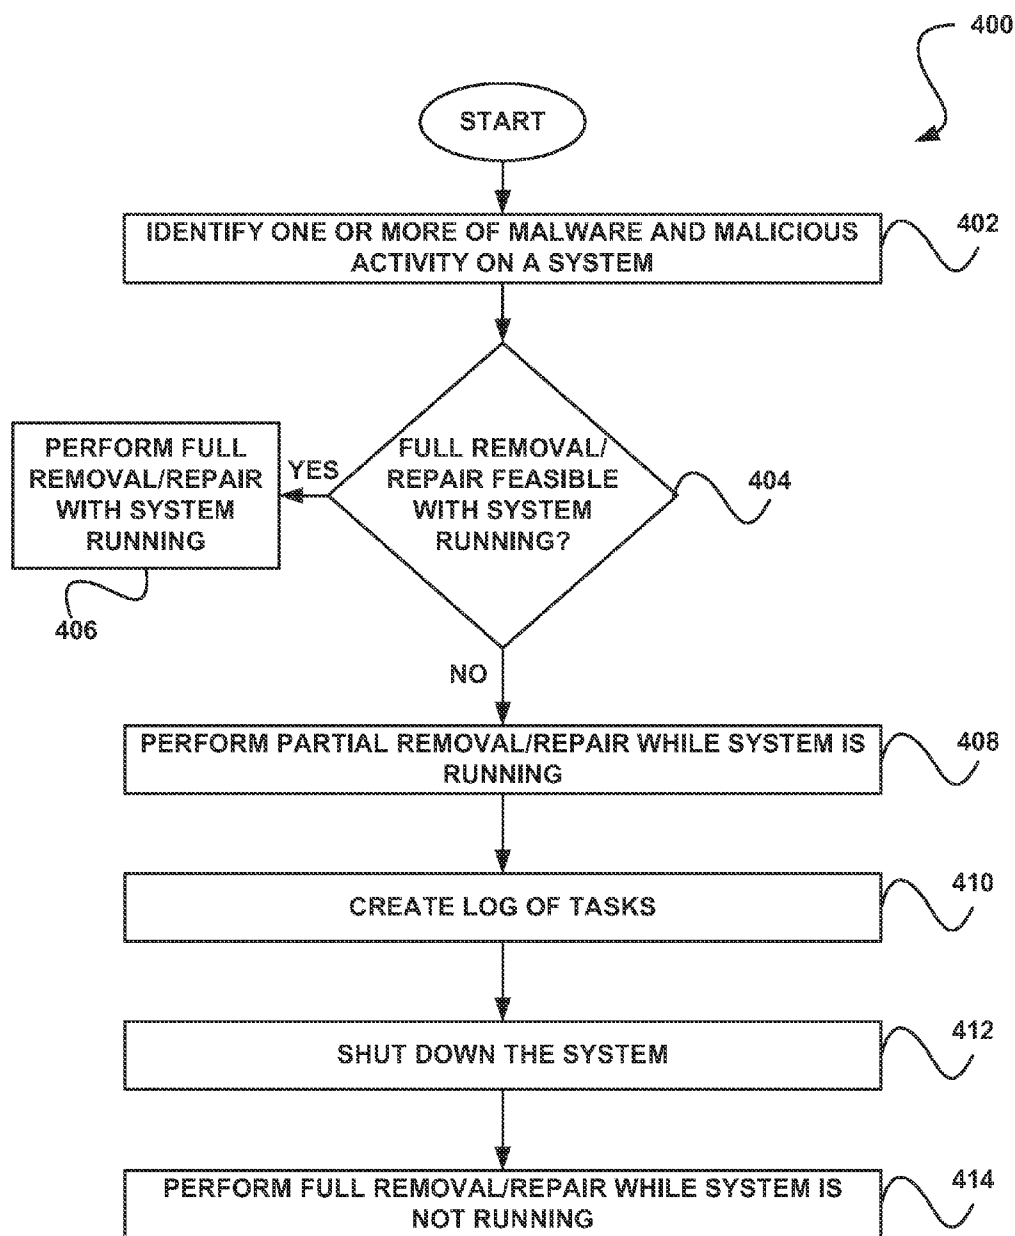 400
START
IDENTIFY ONE OR MORE OF MALWARE AND MALICIOUS
ACTIVITY ON A SYSTEM
402
FULL REMOVAL/
REPAIR FEASIBLE
WITH SYSTEM
RUNNING?
404
YES
PERFORM FULL
REMOVAL/REPAIR
WITH SYSTEM
RUNNING
406
NO
PERFORM PARTIAL REMOVAL/REPAIR WHILE SYSTEM IS
RUNNING
408
CREATE LOG OF TASKS
410
SHUT DOWN THE SYSTEM
412
PERFORM FULL REMOVAL/REPAIR WHILE SYSTEM IS
NOT RUNNING
414